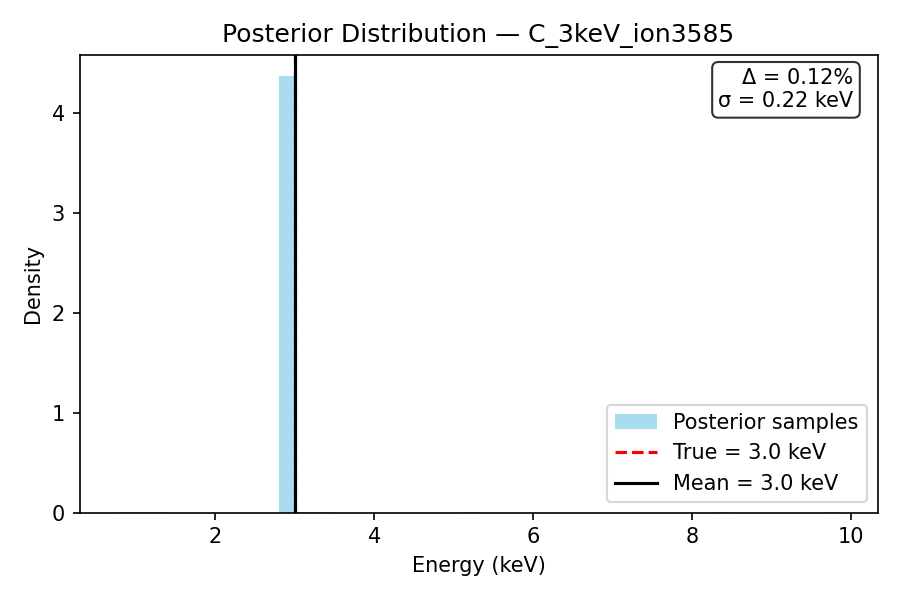 Posterior Distribution — C_3keV_ion3585
Δ = 0.12%
σ = 0.22 keV
Density
4
3
2
1
0
Posterior samples
True = 3.0 keV
Mean = 3.0 keV
2 4 6 8 10
Energy (keV)